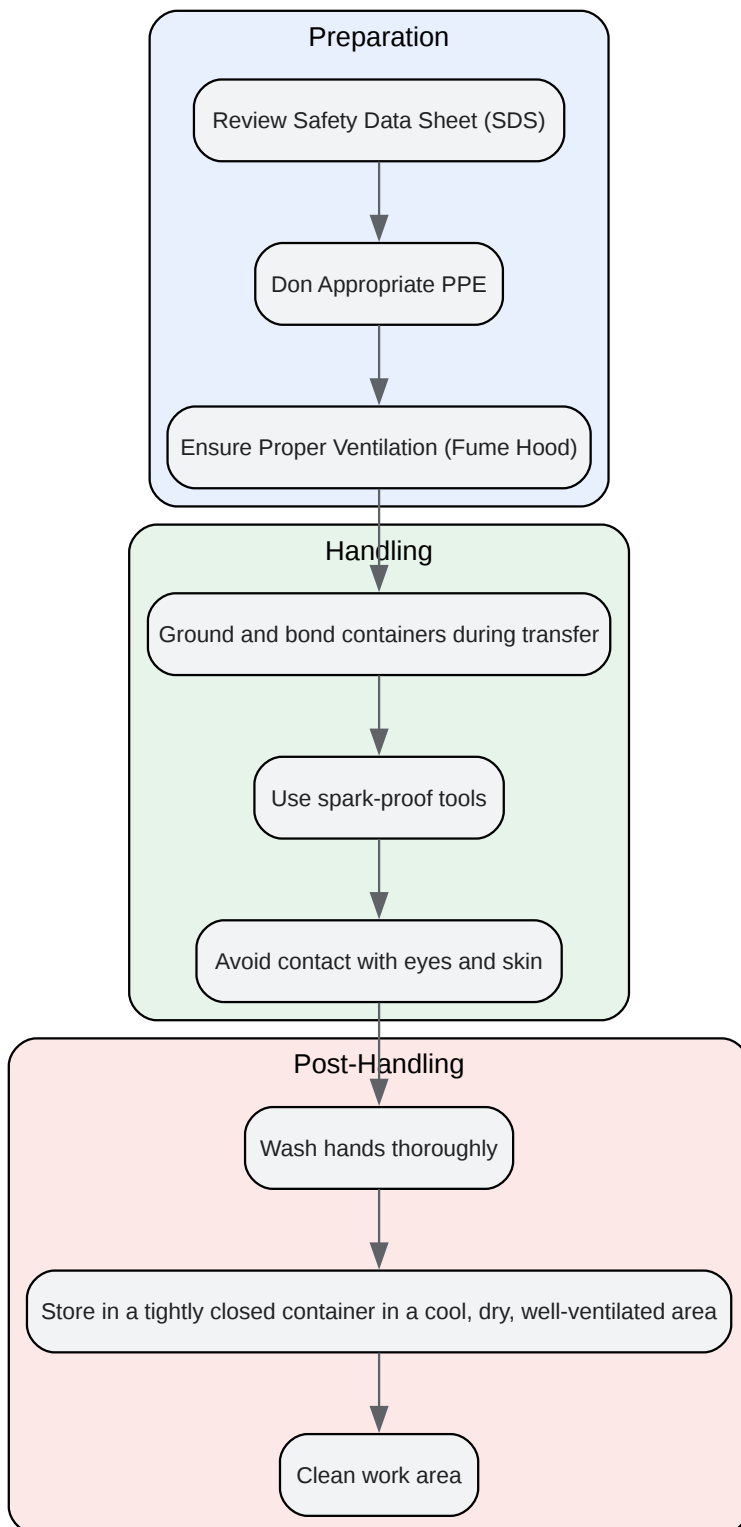 Preparation
Review Safety Data Sheet (SDS)
Don Appropriate PPE
Ensure Proper Ventilation (Fume Hood)
Handling
Ground and bond containers during transfer
Use spark-proof tools
Avoid contact with eyes and skin
Post-Handling
Wash hands thoroughly
Store in a tightly closed container in a cool, dry, well-ventilated area
Clean work area